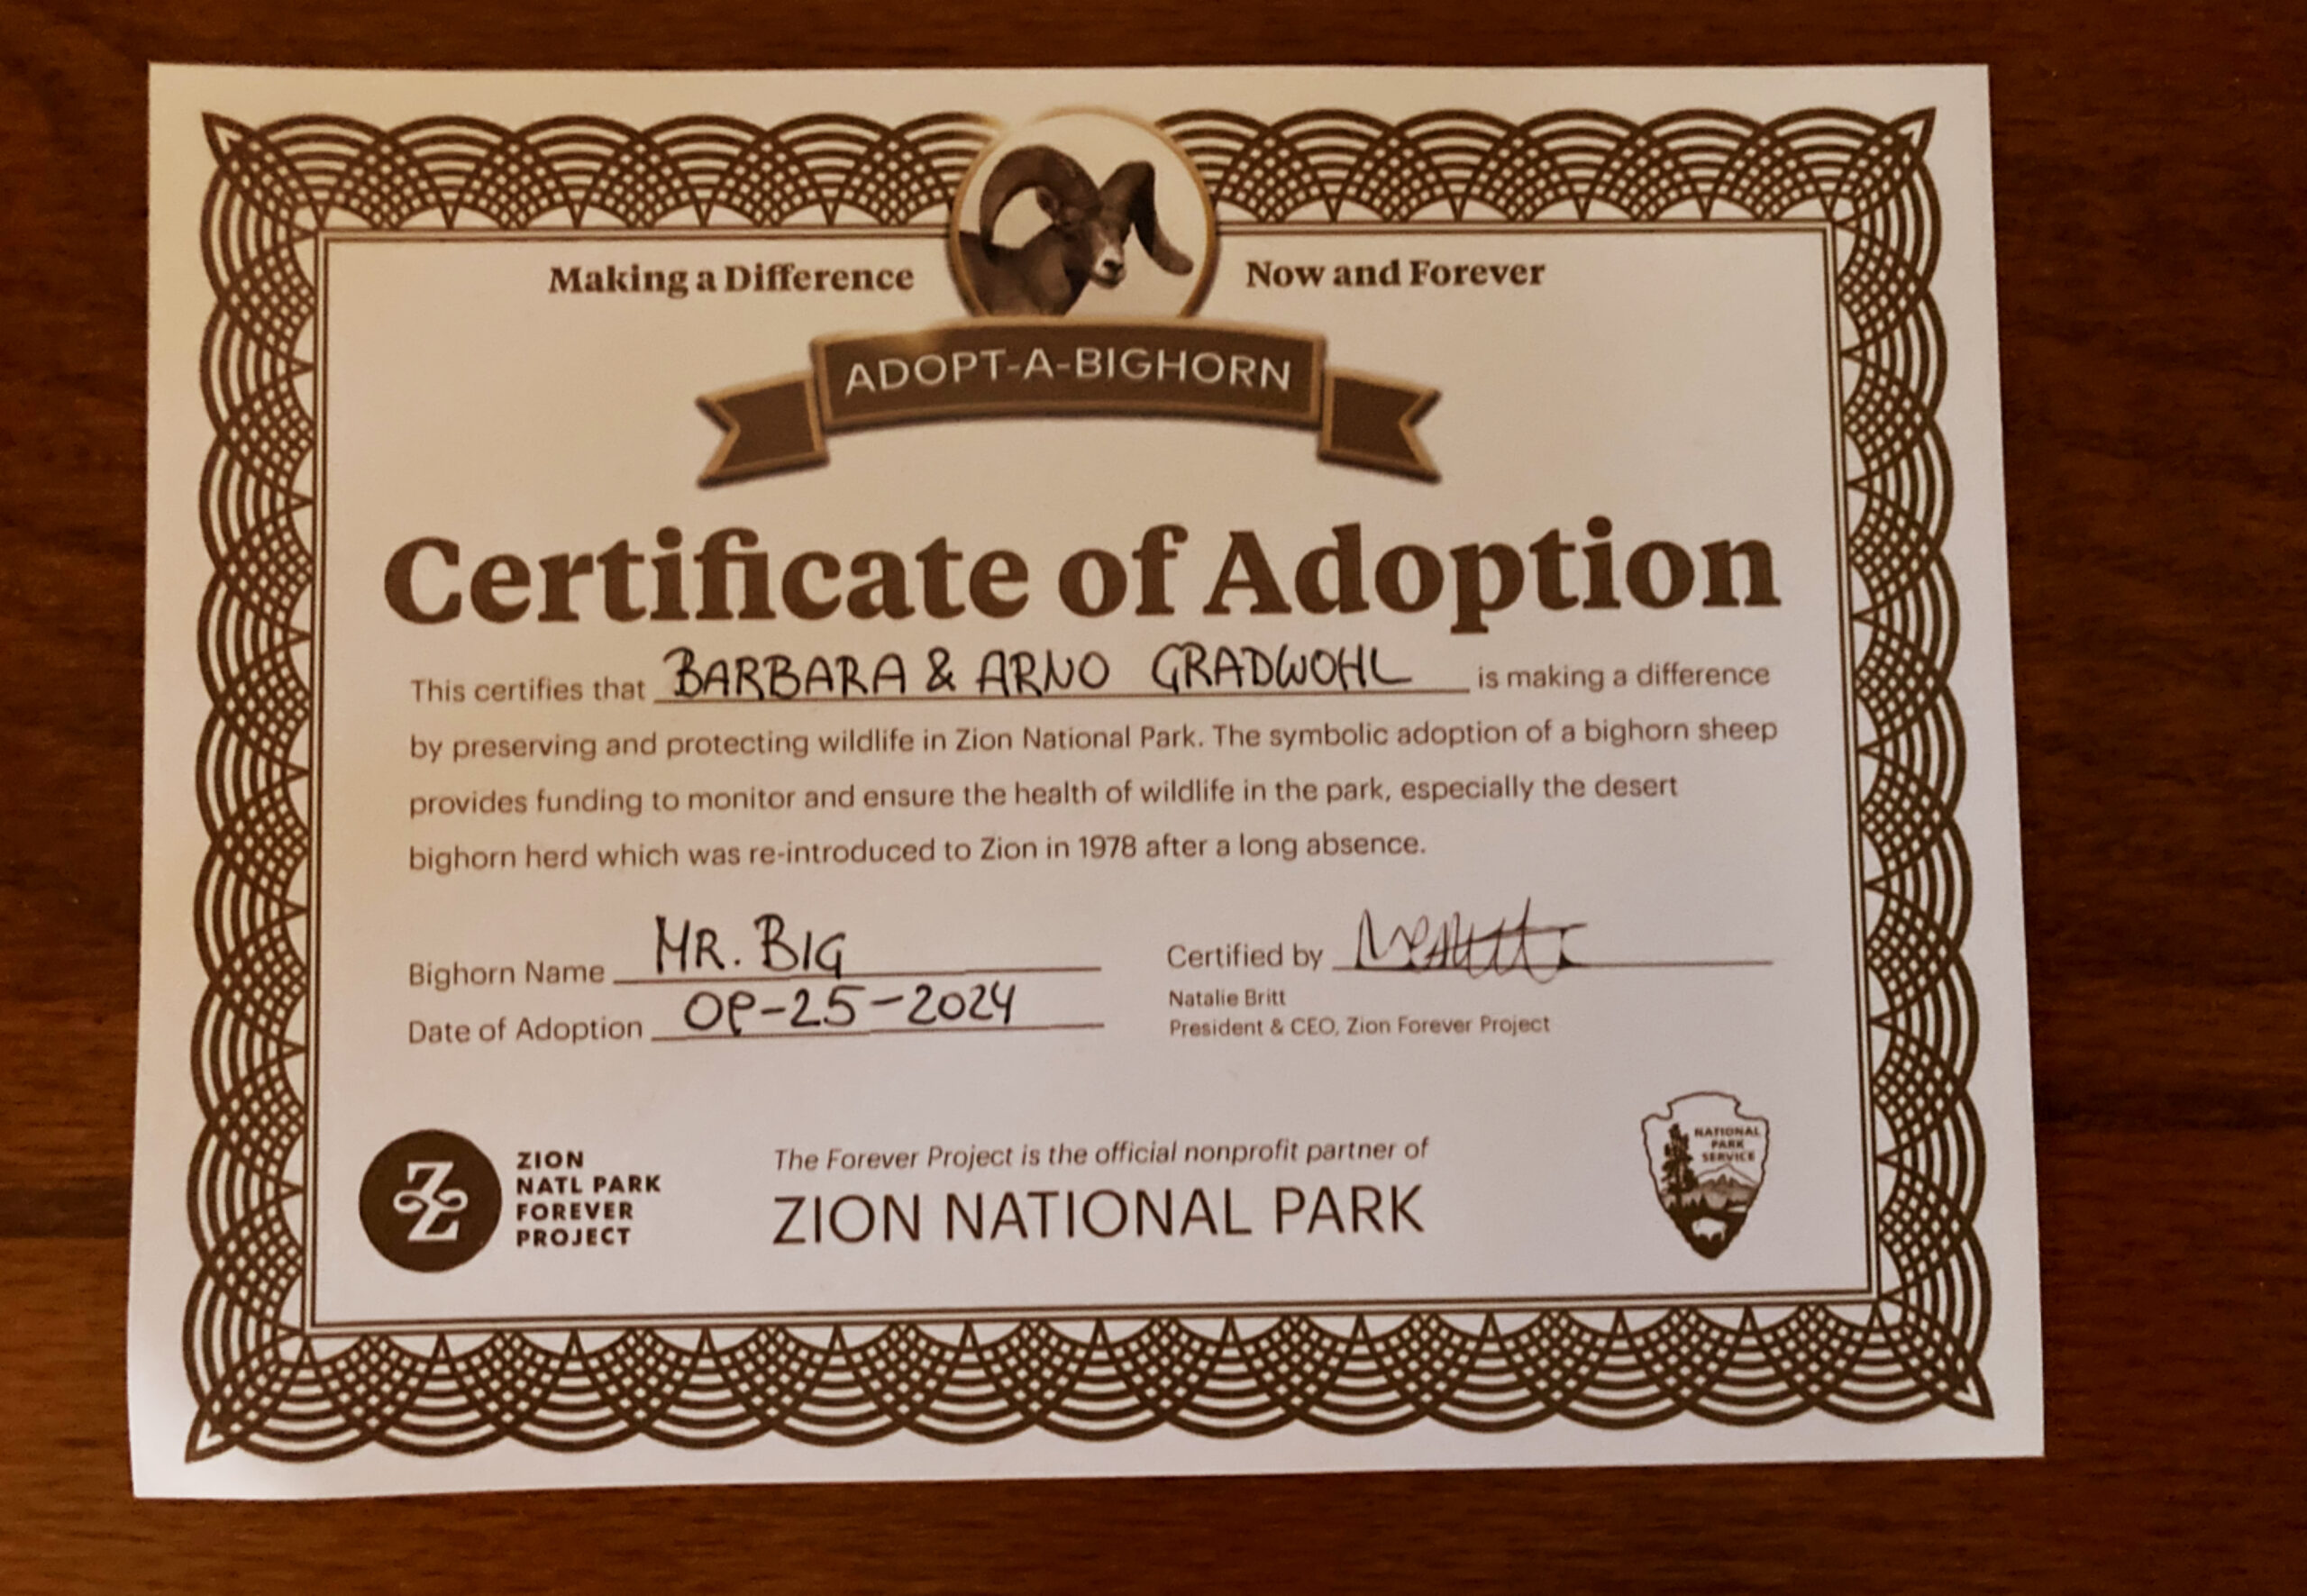 Making a Difference
Now and Forever
ADOPT-A-BIGHORN
Certificate of Adoption
This certifies that BARBARA & ARNO GRADWOHL is making a difference
by preserving and protecting wildlife in Zion National Park. The symbolic adoption of a bighorn sheep
provides funding to monitor and ensure the health of wildlife in the park, especially the desert
bighorn herd which was re-introduced to Zion in 1978 after a long absence.
Bighorn Name MR. BIG
Date of Adoption -25-2024
Certified by
Natalie Britt
President & CEO, Zion Forever Project
ZION
NATL PARK
FOREVER
PROJECT
The Forever Project is the official nonprofit partner of
ZION NATIONAL PARK
NATIONAL
PARK
SERVICE